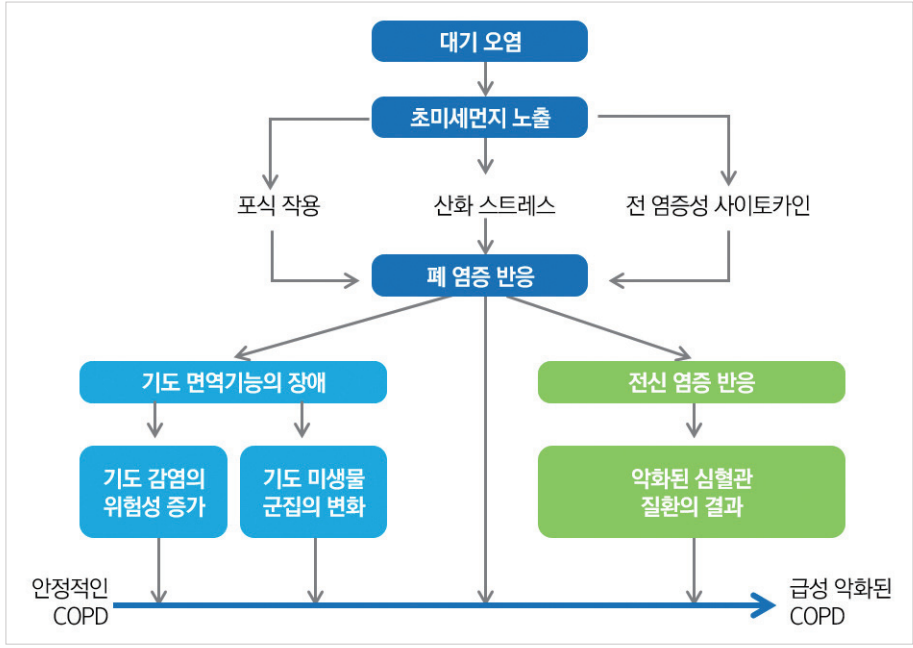 대기 오염
초미세먼지 노출
포식 작용
산화 스트레스
전 염증성 사이토카인
폐 염증 반응
기도 면역기능의 장애
전신 염증 반응
기도 감염의
위험성 증가
기도 미생물
군집의 변화
악화된 심혈관
질환의 결과
안정적인
COPD
급성 악화된
COPD